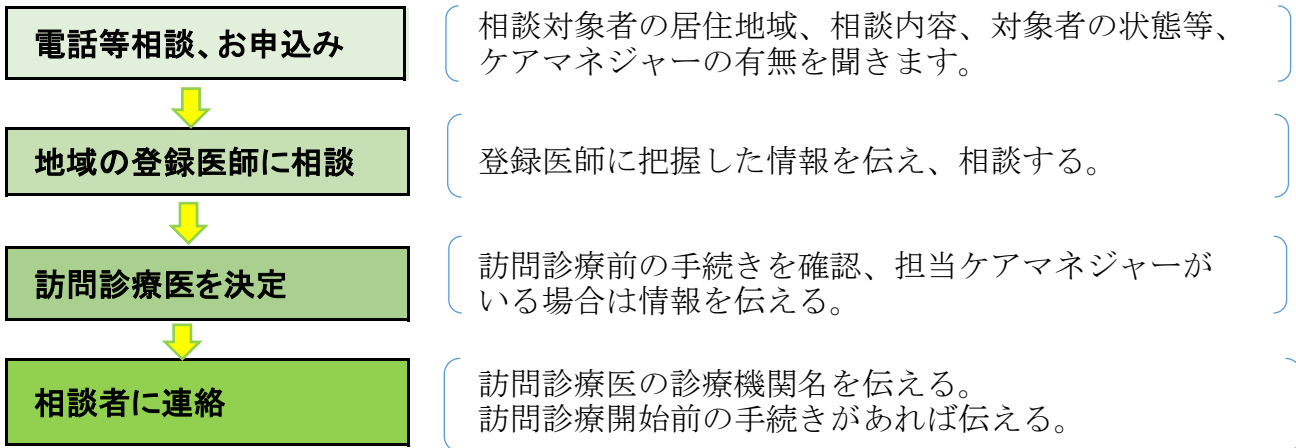 電話等相談、お申込み
相談対象者の居住地域、相談内容、対象者の状態等、
ケアマネジャーの有無を聞きます。
地域の登録医師に相談
登録医師に把握した情報を伝え、相談する。
訪問診療医を決定
訪問診療前の手続きを確認、担当ケアマネジャーが
いる場合は情報を伝える。
相談者に連絡
訪問診療医の診療機関名を伝える。
訪問診療開始前の手続きがあれば伝える。